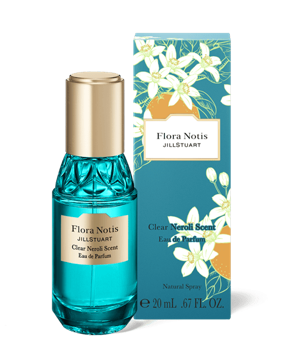 Flora Notis
JILLSTUART
Clear Neroli Scent
Eau de Parfum
Flora Notis
JILLSTUART
Clear Neroli Scent
Eau de Parfum
Natural Spray
℮ 20 mL .67 FL. OZ.